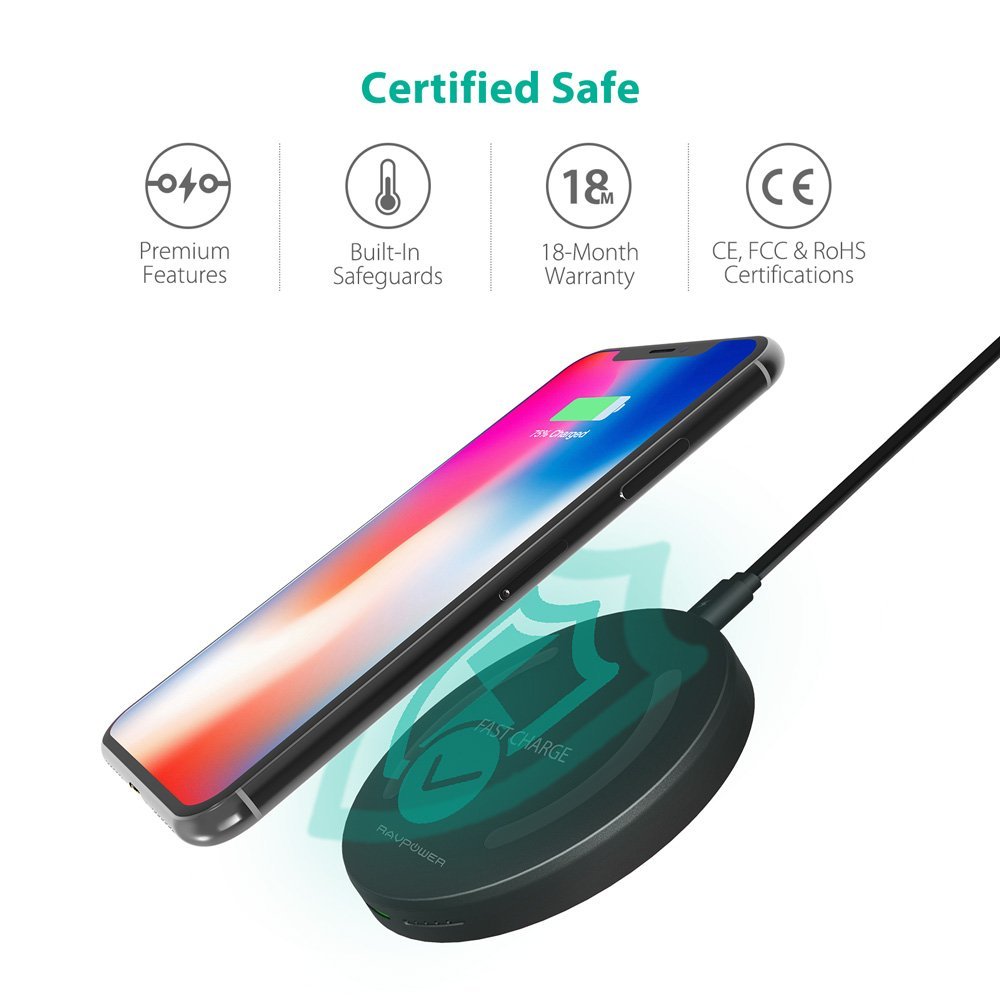 Certified Safe
18M
CE
Premium
Features
Built-In
Safeguards
18-Month
Warranty
CE, FCC & RoHS
Certifications
75% Charged
FAST CHARGE
RAVPOWER